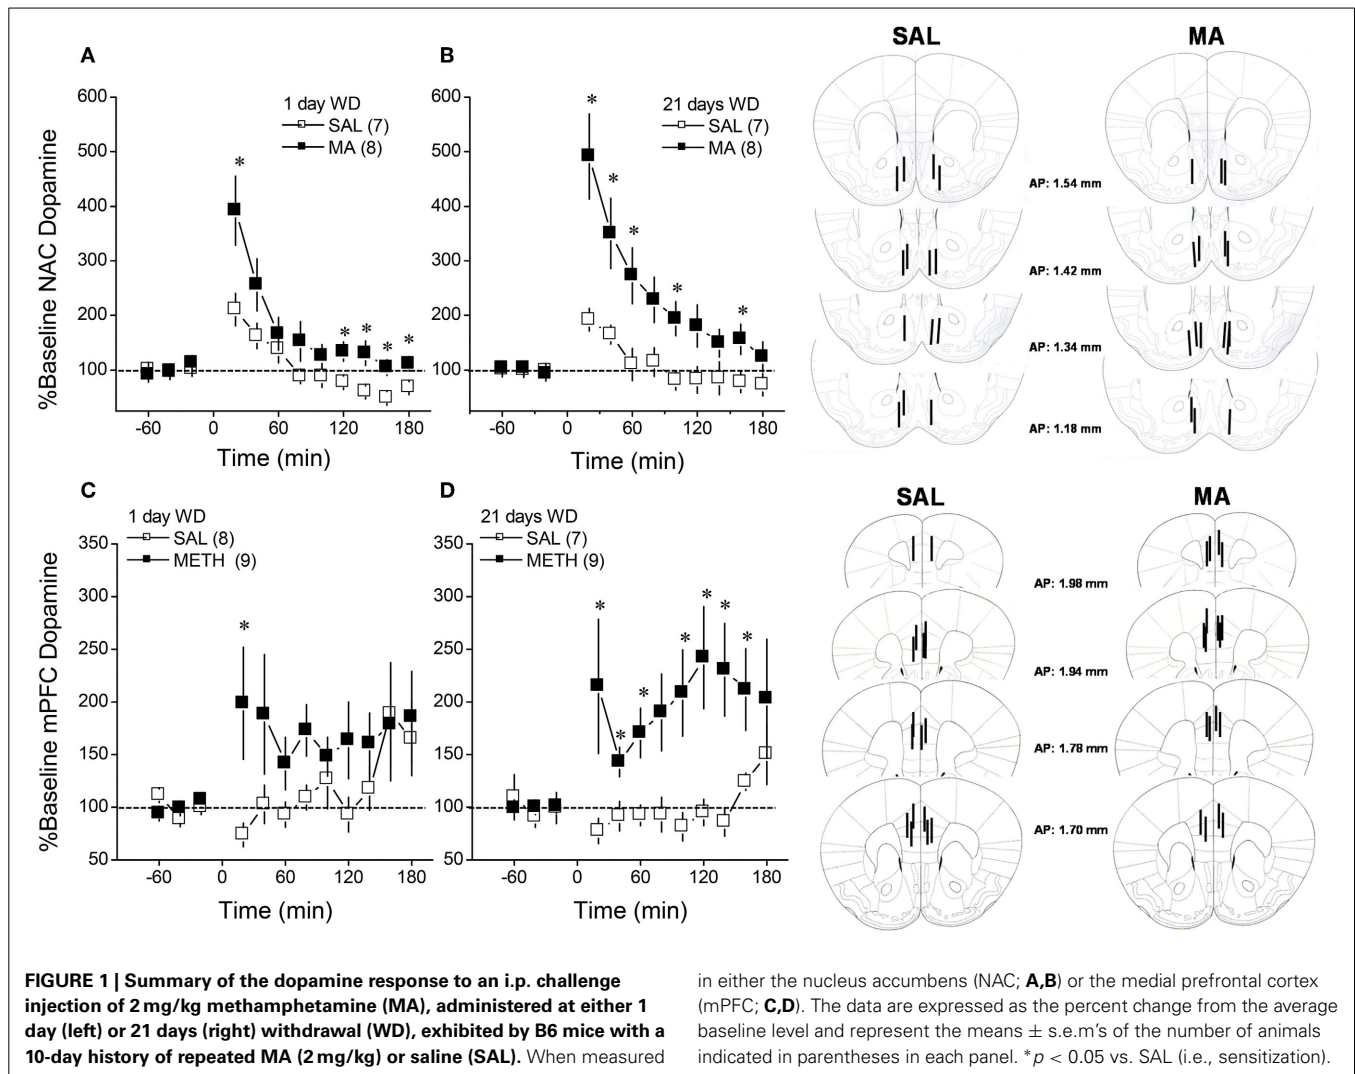 A
600
500
400
300
200
100
%Baseline NAC Dopamine
1 day WD
SAL (7)
MA (8)
*
*
*
*
*
-60
0
60
120
180
Time (min)
B
600
500
400
300
200
100
21 days WD
SAL (7)
MA (8)
*
*
*
*
*
-60
0
60
120
180
Time (min)
SAL
MA
AP: 1.54 mm
AP: 1.42 mm
AP: 1.34 mm
AP: 1.18 mm
C
1 day WD
SAL (8)
METH (9)
350
300
250
200
150
100
50
%Baseline mPFC Dopamine
*
-60
0
60
120
180
Time (min)
D
21 days WD
SAL (7)
METH (9)
350
300
250
200
150
100
50
*
*
*
*
*
*
*
-60
0
60
120
180
Time (min)
SAL
MA
AP: 1.98 mm
AP: 1.94 mm
AP: 1.78 mm
AP: 1.70 mm
FIGURE 1 | Summary of the dopamine response to an i.p. challenge
injection of 2 mg/kg methamphetamine (MA), administered at either 1
day (left) or 21 days (right) withdrawal (WD), exhibited by B6 mice with a
10-day history of repeated MA (2 mg/kg) or saline (SAL). When measured
in either the nucleus accumbens (NAC; A,B) or the medial prefrontal cortex
(mPFC; C,D). The data are expressed as the percent change from the average
baseline level and represent the means ± s.e.m's of the number of animals
indicated in parentheses in each panel. *p < 0.05 vs. SAL (i.e., sensitization).